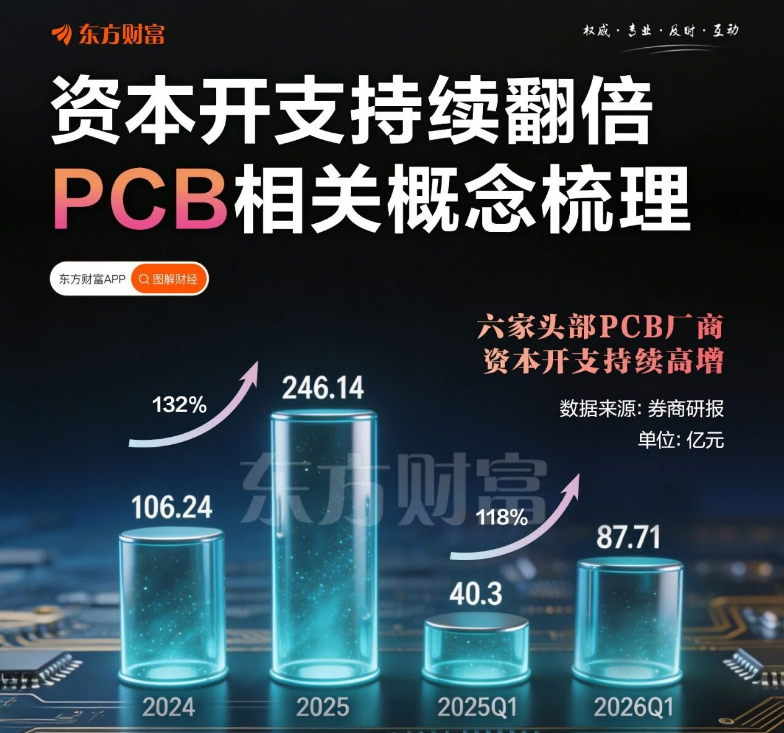 东方财富
权威·专业·及时·互动
资本开支持续翻倍
PCB相关概念梳理
东方财富APP 图解财经
六家头部PCB厂商
资本开支持续高增
数据来源:券商研报
单位:亿元
132%
246.14
106.24
东方财富
118%
87.71
40.3
2024 2025 2025Q1 2026Q1